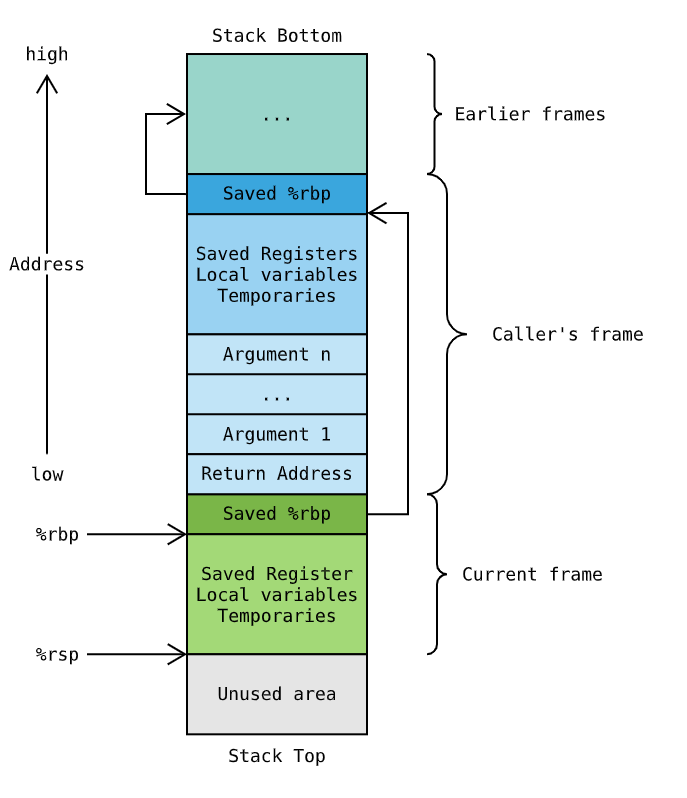 Stack Bottom
high
...
Earlier frames
Saved %rbp
Saved Registers
Local variables
Temporaries
Address
Caller's frame
Argument n
...
Argument 1
low
Return Address
Saved %rbp
%rbp
Saved Register
Local variables
Temporaries
Current frame
%rsp
Unused area
Stack Top